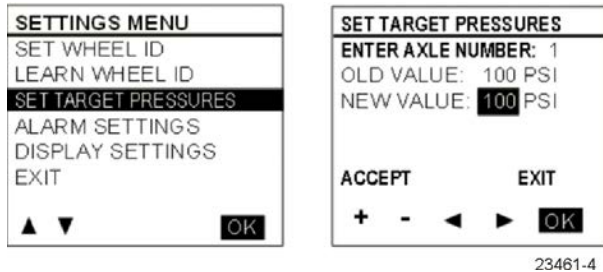 SETTINGS MENU
SET WHEEL ID
LEARN WHEEL ID
SET TARGET PRESSURES
ALARM SETTINGS
DISPLAY SETTINGS
EXIT
OK
SET TARGET PRESSURES
ENTER AXLE NUMBER: 1
OLD VALUE: 100 PSI
NEW VALUE: 100 PSI
ACCEPT EXIT
+ - OK
23461-4